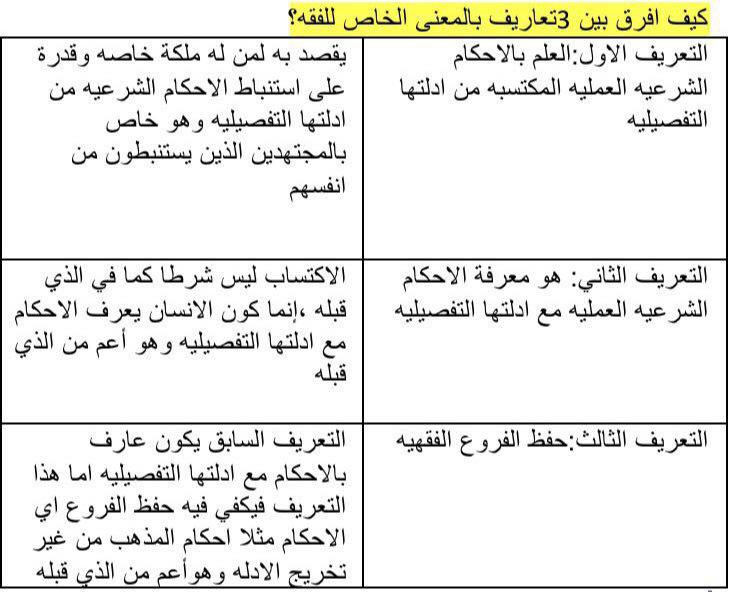 كيف افرق بين 3تعاريف بالمعنى الخاص للفقه؟
التعريف الاول:العلم بالاحكام
الشرعيه العمليه المكتسبه من ادلتها
التفصيليه
يقصد به لمن له ملكة خاصه وقدرة
على استنباط الاحكام الشرعيه من
ادلتها التفصيليه وهو خاص
بالمجتهدين الذين يستنبطون من
انفسهم
التعريف الثاني: هو معرفة الاحكام
الشرعيه العمليه مع ادلتها التفصيليه
الاكتساب ليس شرطا كما في الذي
قبله ،إنما كون الانسان يعرف الاحكام
مع ادلتها التفصيليه وهو أعم من الذي
قبله
التعريف الثالث:حفظ الفروع الفقهيه
التعريف السابق يكون عارف
بالاحكام مع ادلتها التفصيليه اما هذا
التعريف فيكفي فيه حفظ الفروع اي
الاحكام مثلا احكام المذهب من غير
تخريج الادله وهوأعم من الذي قبله